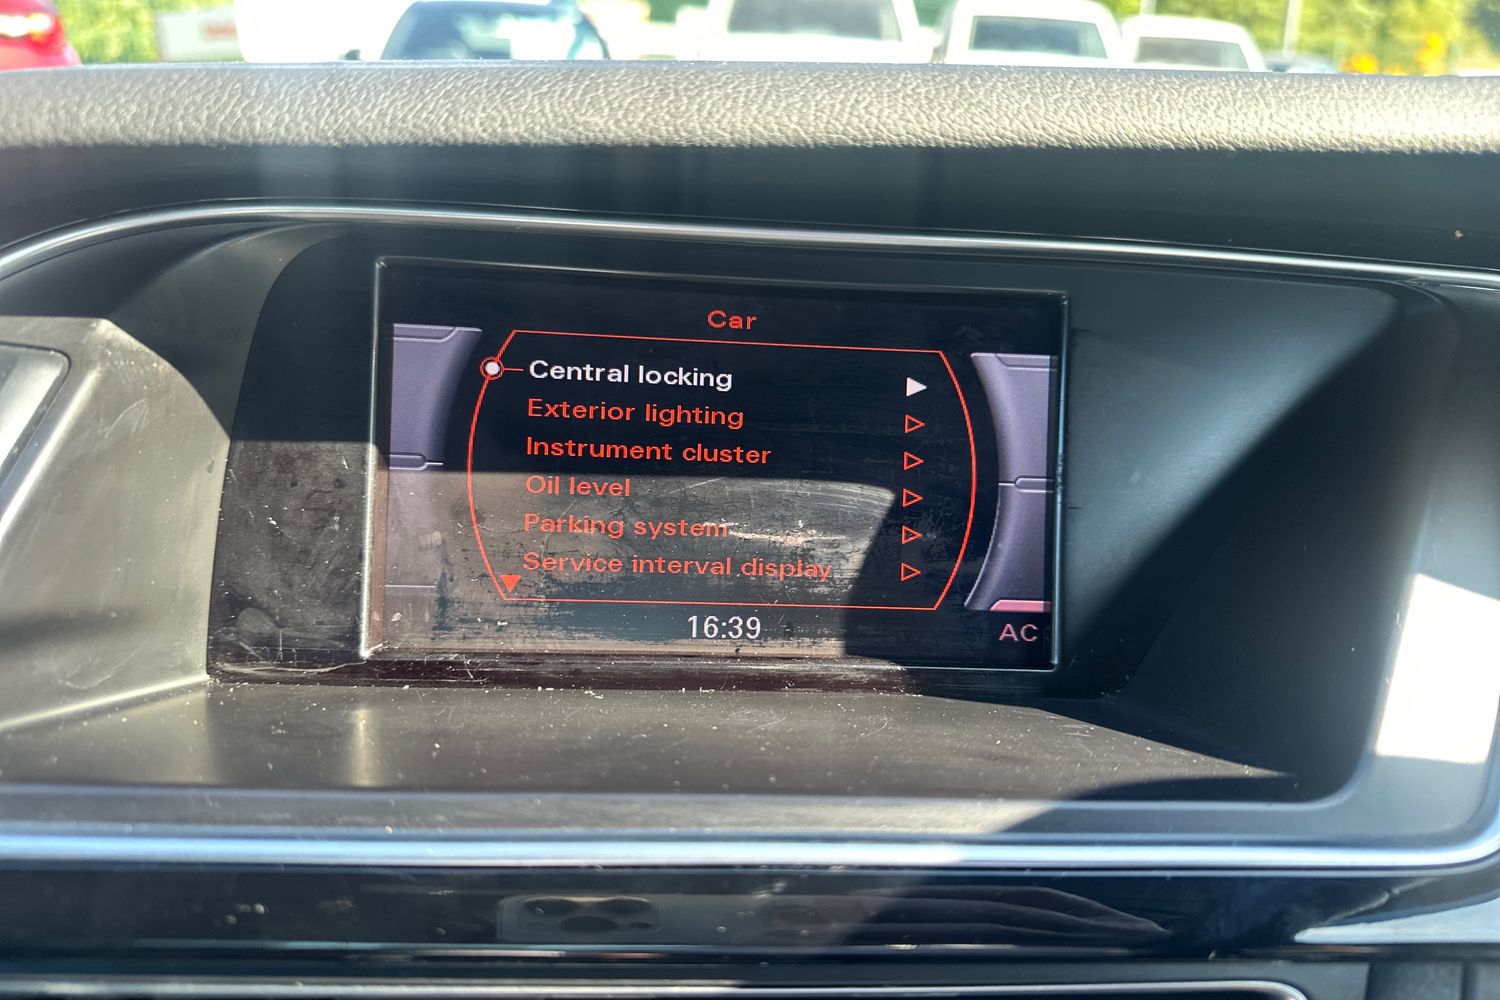 Car
Central locking
Exterior lighting
Instrument cluster
Oil level
Parking system
Service interval display
16:39
AC